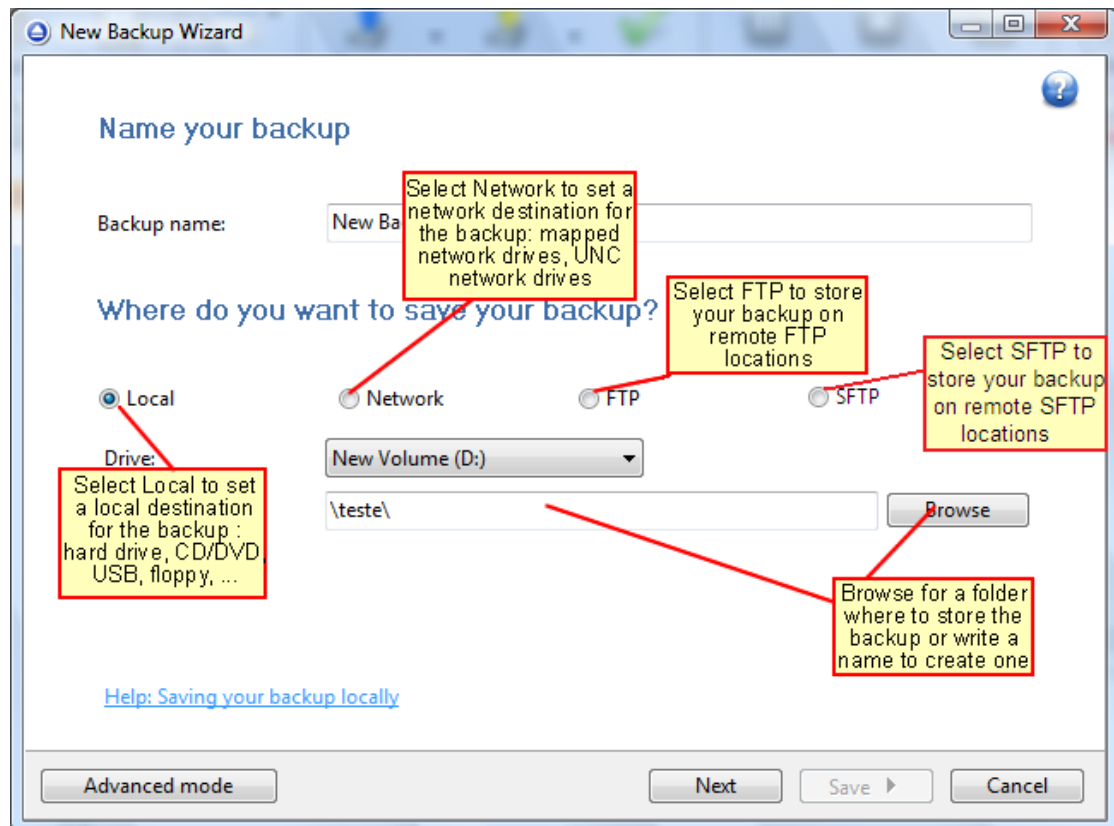 New Backup Wizard
Name your backup
Select Network to set a
network destination for
the backup: mapped
network drives, UNC
network drives
Backup name:
New Ba
Where do you want to save your backup?
Select FTP to store
your backup on
remote FTP
locations
Select SFTP to
store your backup
on remote SFTP
locations
Local
Network
FTP
SFTP
Drive:
New Volume (D:)
Select Local to set
a local destination
for the backup :
hard drive, CD/DVD,
USB, floppy, ...
\teste\
Browse
Browse for a folder
where to store the
backup or write a
name to create one
Help: Saving your backup locally
Advanced mode
Next
Save
Cancel